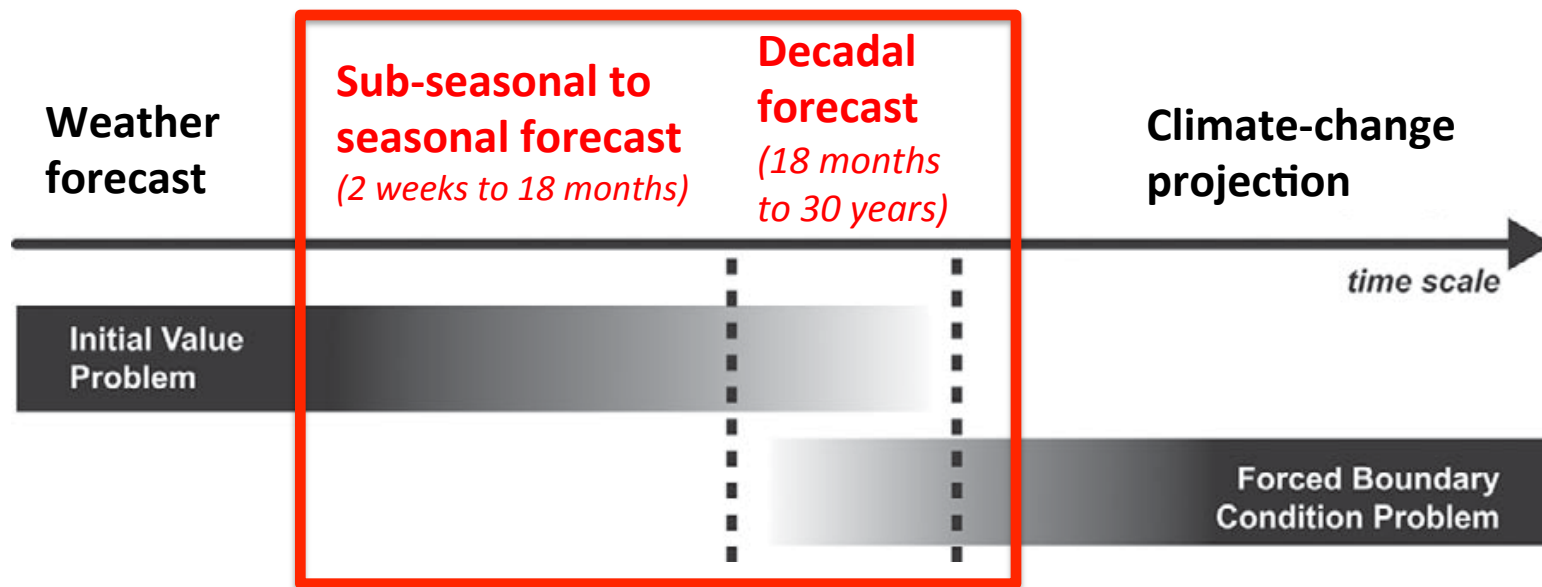 Weather
forecast
Sub-seasonal to
seasonal forecast
(2 weeks to 18 months)
Decadal
forecast
(18 months
to 30 years)
Climate-change
projection
time scale
Initial Value
Problem
Forced Boundary
Condition Problem